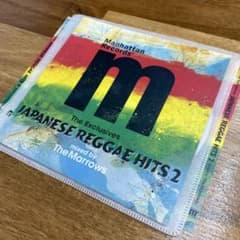 Manhattan
Records
m
The Exclusives
JAPANESE REGGAE HITS 2
mixed by
The Marrows